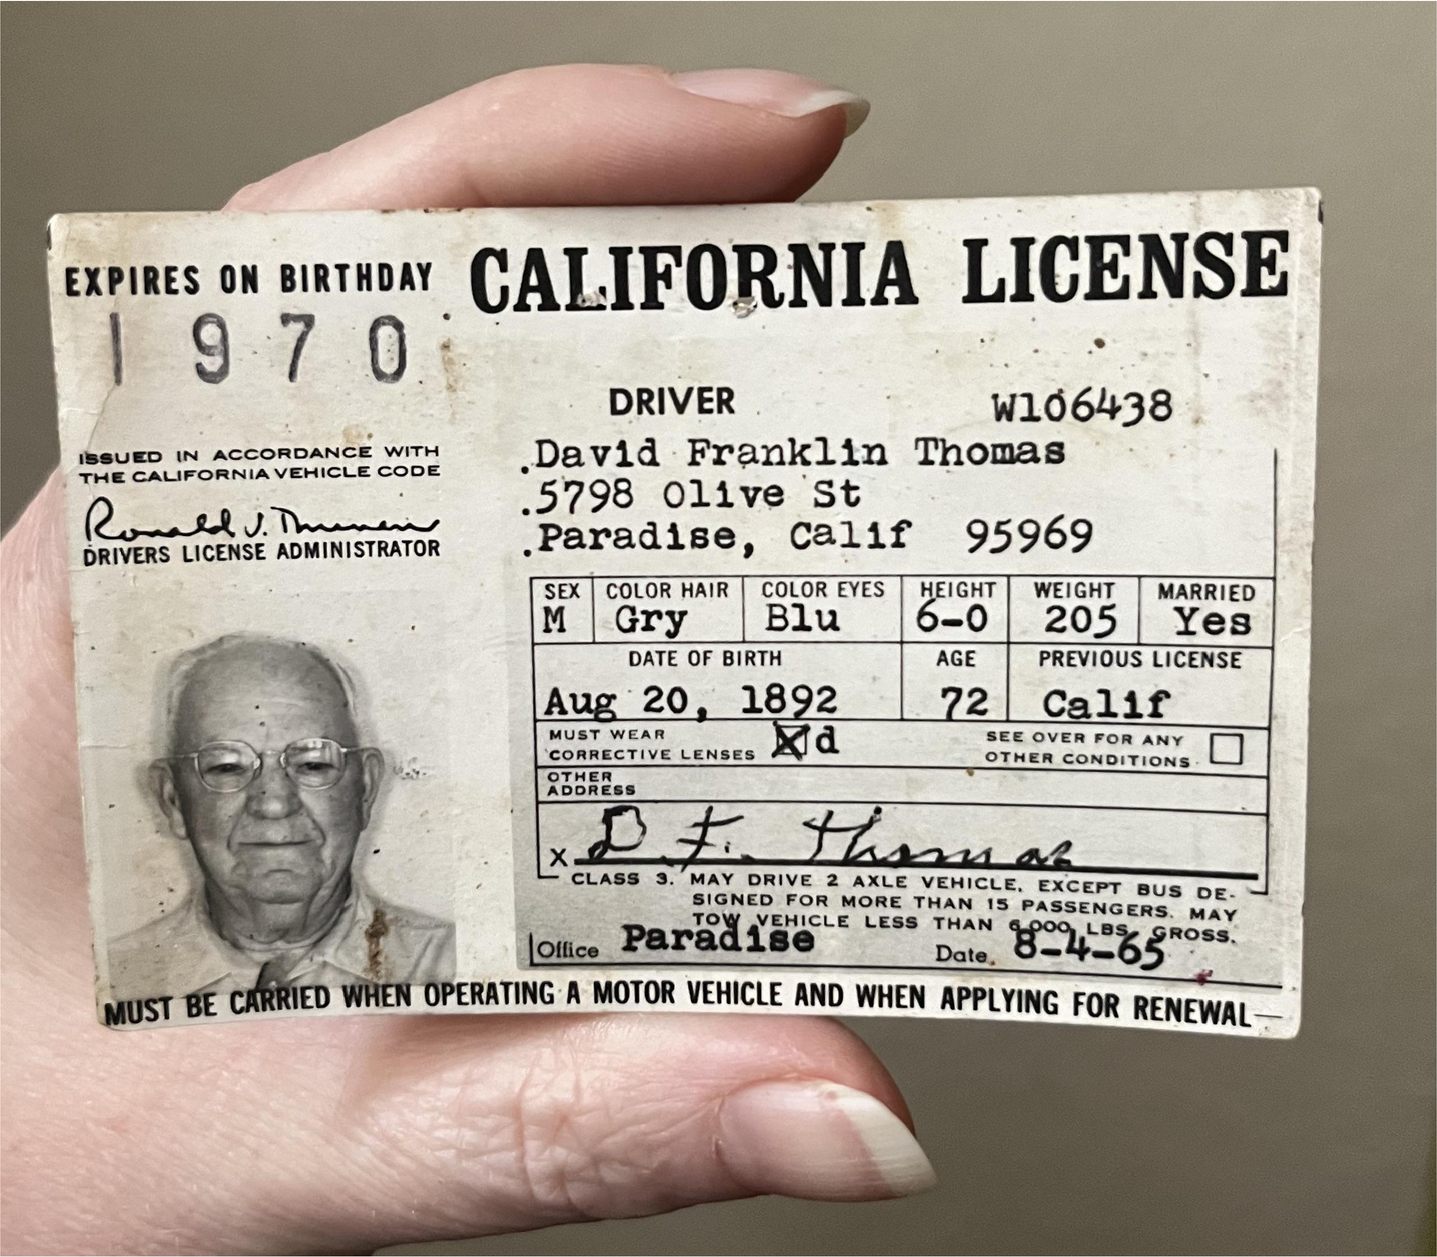 EXPIRES ON BIRTHDAY
1970
CALIFORNIA LICENSE
ISSUED IN ACCORDANCE WITH
THE CALIFORNIA VEHICLE CODE
Ronald J.
DRIVERS LICENSE ADMINISTRATOR
DRIVER W106438
.David Franklin Thomas
.5798 Olive St
.Paradise, Calif 95969
SEX COLOR HAIR COLOR EYES HEIGHT WEIGHT MARRIED
M Gry Blu 6-0 205 Yes
DATE OF BIRTH AGE PREVIOUS LICENSE
Aug 20, 1892 72 Calif
MUST WEAR
CORRECTIVE LENSES X d
SEE OVER FOR ANY
OTHER CONDITIONS
OTHER
ADDRESS
X D. F. Thomas
CLASS 3. MAY DRIVE 2 AXLE VEHICLE, EXCEPT BUS DE-
SIGNED FOR MORE THAN 15 PASSENGERS. MAY
TOW VEHICLE LESS THAN 6,000 LBS. GROSS.
Office Paradise Date 8-4-65
MUST BE CARRIED WHEN OPERATING A MOTOR VEHICLE AND WHEN APPLYING FOR RENEWAL